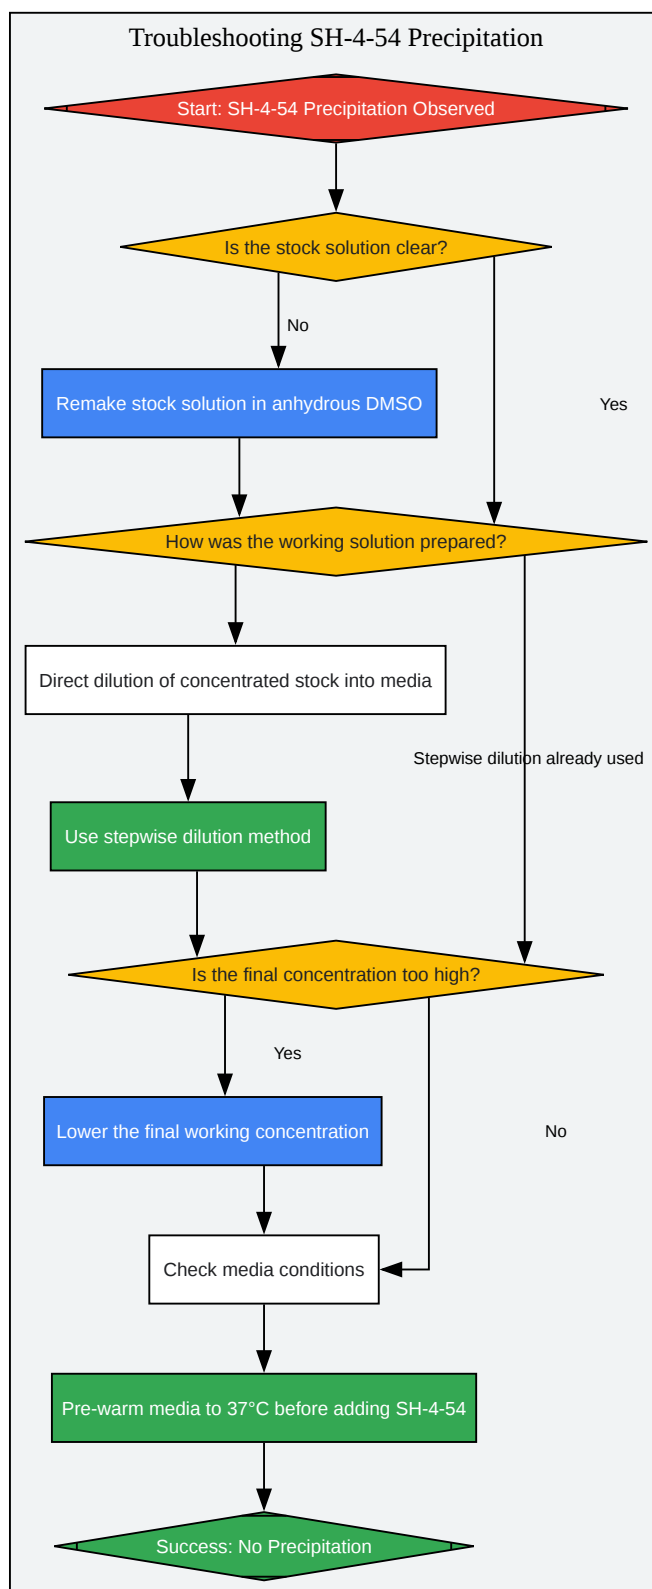 Troubleshooting SH-4-54 Precipitation
Start: SH-4-54 Precipitation Observed
Is the stock solution clear?
No
Remake stock solution in anhydrous DMSO
Yes
How was the working solution prepared?
Direct dilution of concentrated stock into media
Stepwise dilution already used
Use stepwise dilution method
Is the final concentration too high?
Yes
Lower the final working concentration
No
Check media conditions
Pre-warm media to 37°C before adding SH-4-54
Success: No Precipitation